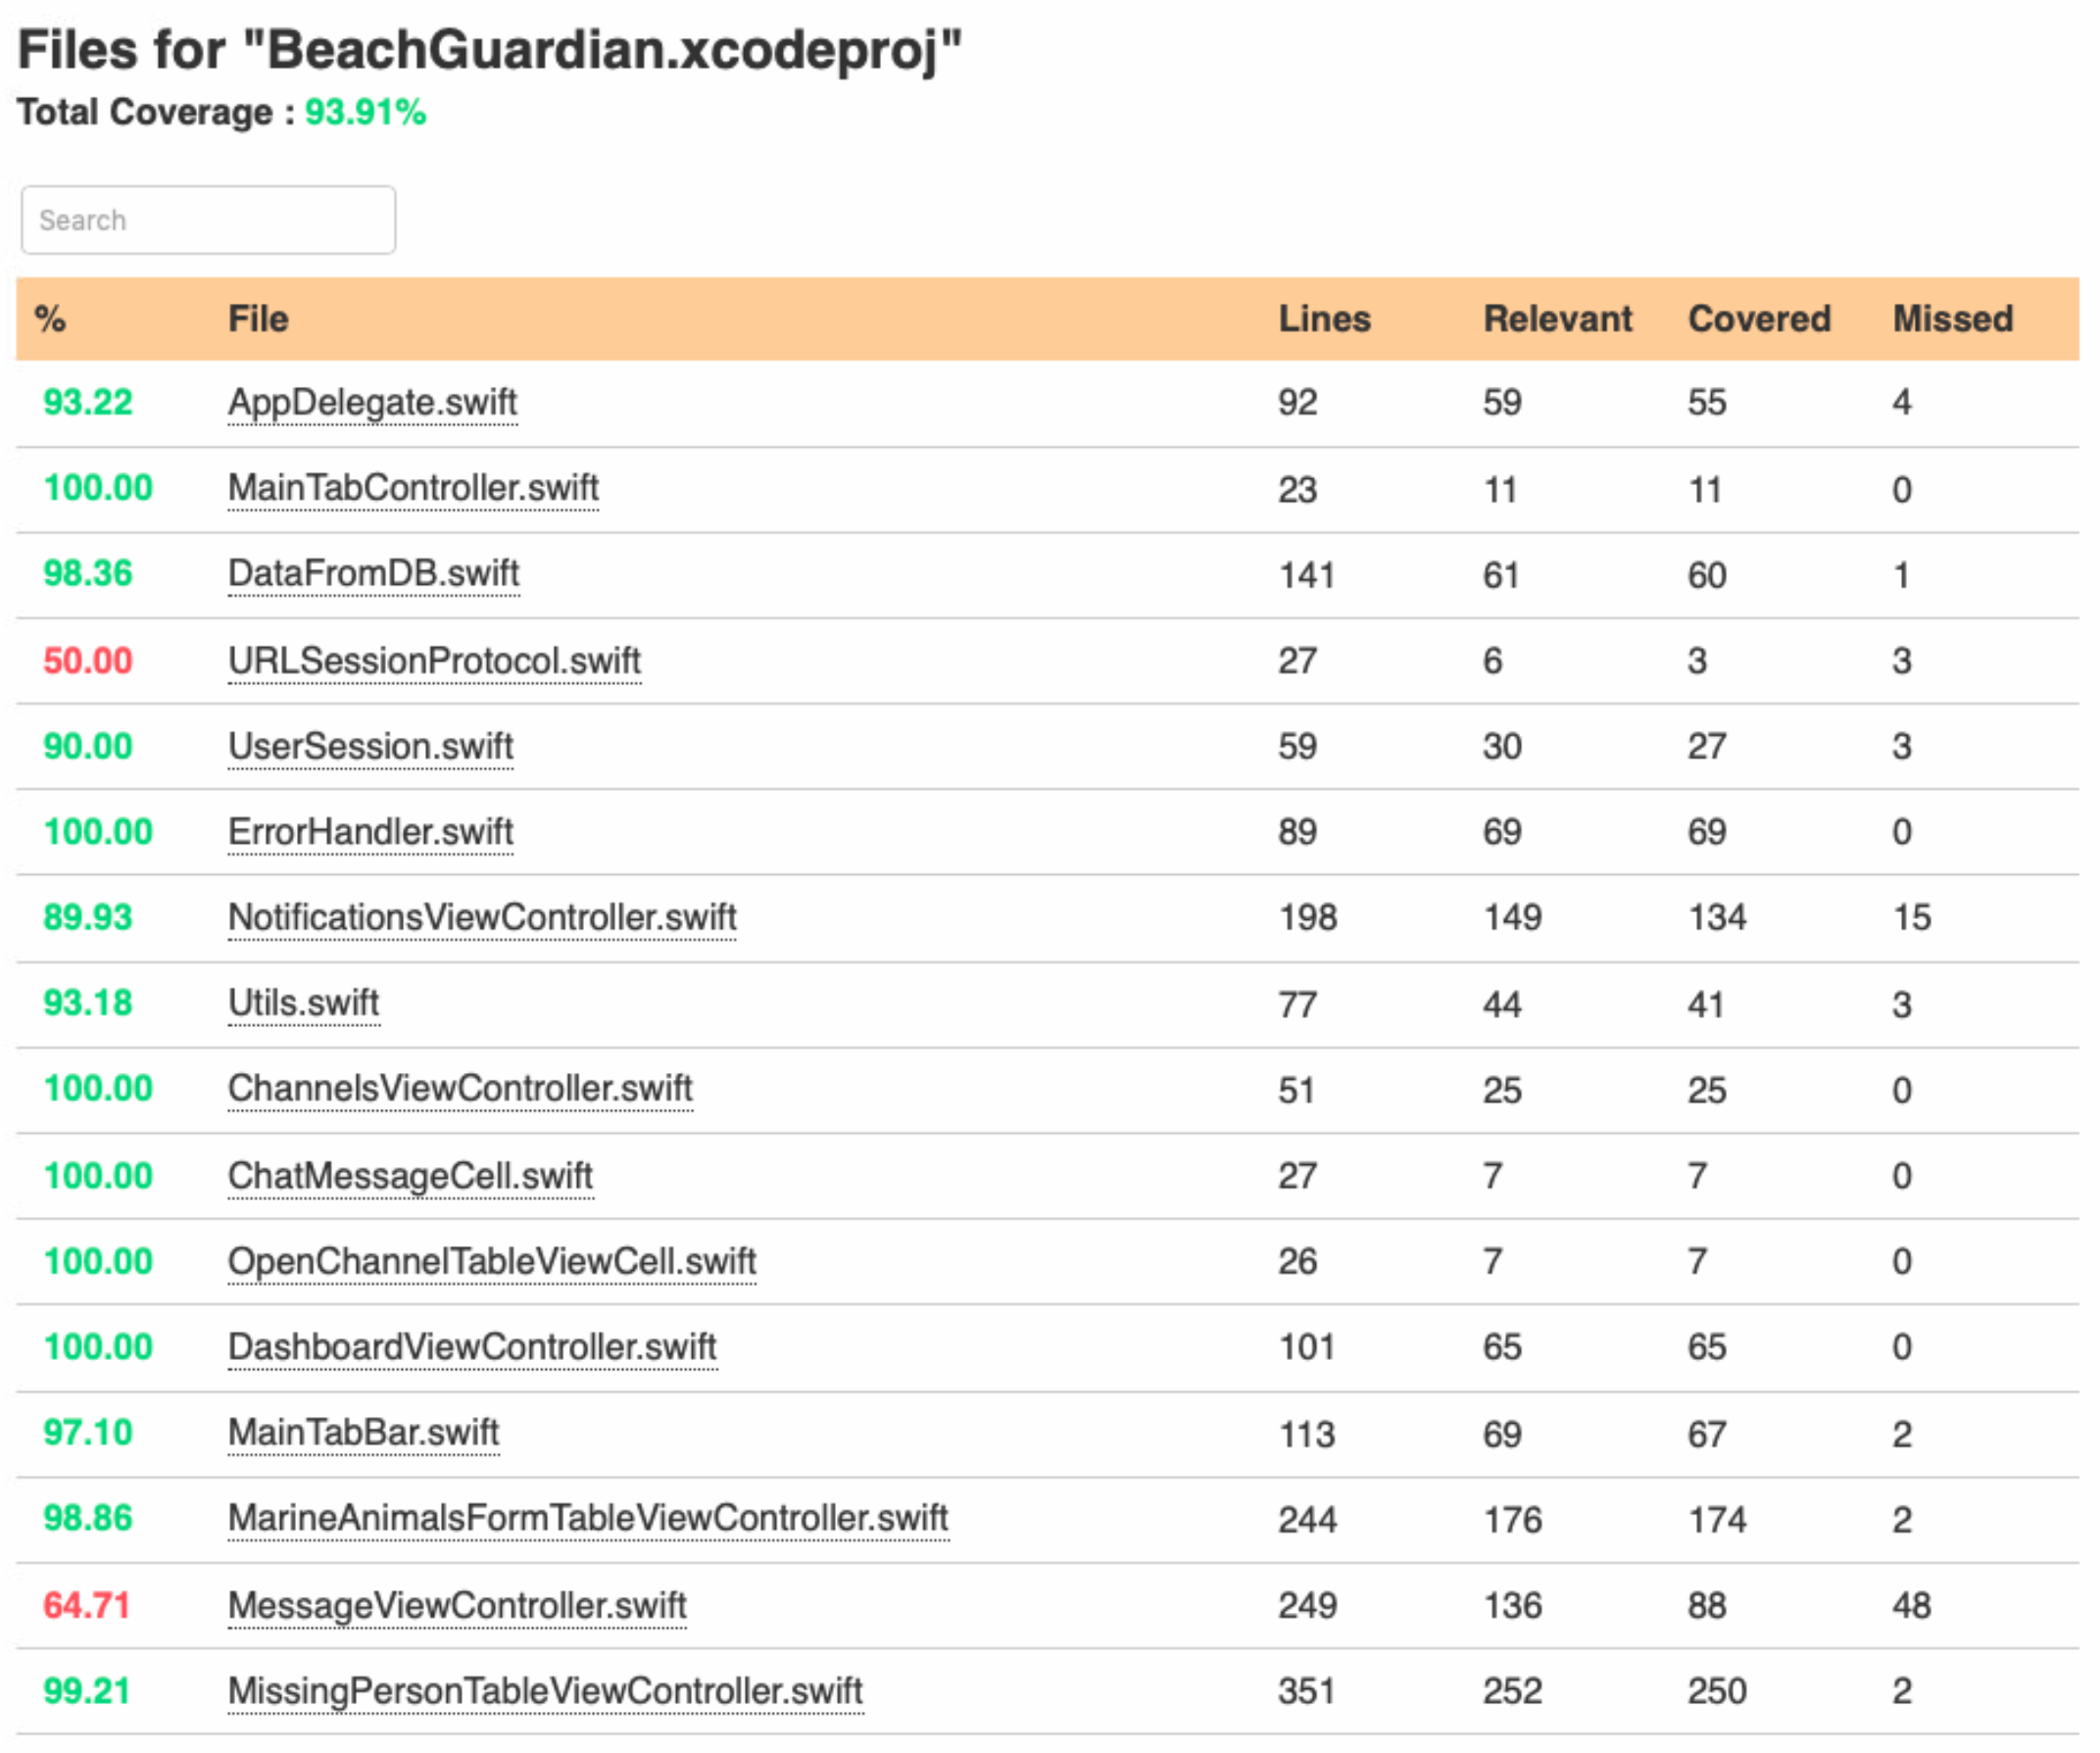 Files for "BeachGuardian.xcodeproj"
Total Coverage : 93.91%
Search
% File Lines Relevant Covered Missed
93.22 AppDelegate.swift 92 59 55 4
100.00 MainTabController.swift 23 11 11 0
98.36 DataFromDB.swift 141 61 60 1
50.00 URLSessionProtocol.swift 27 6 3 3
90.00 UserSession.swift 59 30 27 3
100.00 ErrorHandler.swift 89 69 69 0
89.93 NotificationsViewController.swift 198 149 134 15
93.18 Utils.swift 77 44 41 3
100.00 ChannelsViewController.swift 51 25 25 0
100.00 ChatMessageCell.swift 27 7 7 0
100.00 OpenChannelTableViewCell.swift 26 7 7 0
100.00 DashboardViewController.swift 101 65 65 0
97.10 MainTabBar.swift 113 69 67 2
98.86 MarineAnimalsFormTableViewController.swift 244 176 174 2
64.71 MessageViewController.swift 249 136 88 48
99.21 MissingPersonTableViewController.swift 351 252 250 2